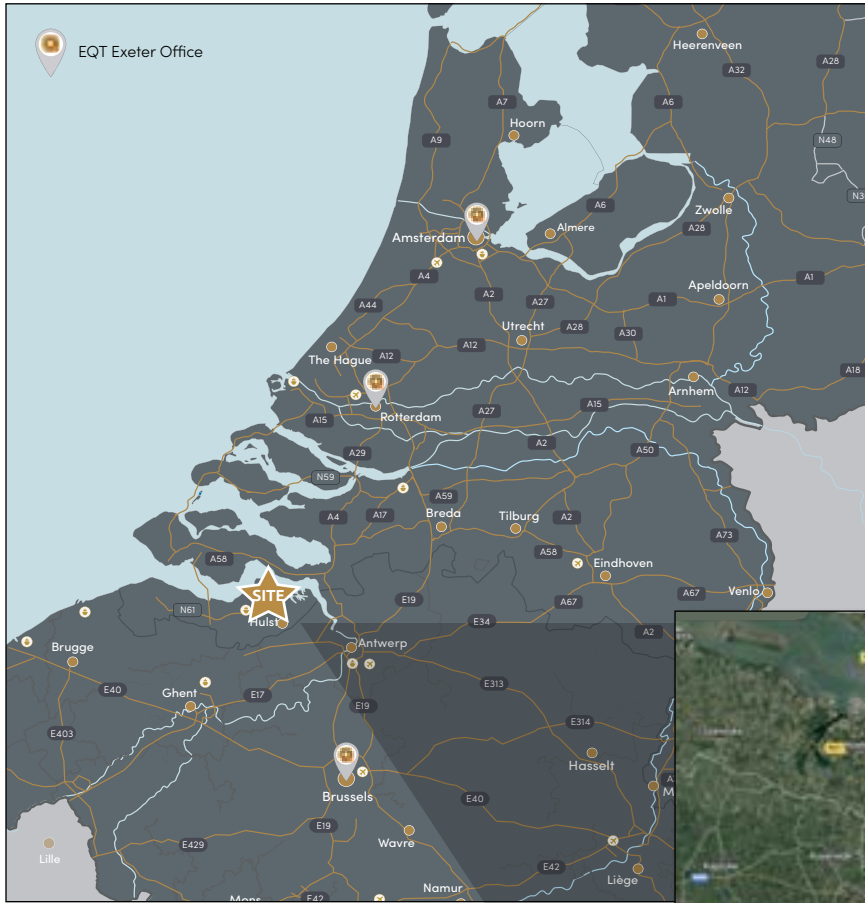 EQT Exeter Office
Heerenveen
A28
A32
A7
A6
Hoorn
A9
N48
A6
Zwolle
Amsterdam
Almere
A28
A4
A2
A27
A1
Apeldoorn
A1
A44
Utrecht
A28
A30
The Hague
A12
A12
A18
Arnhem
A12
Rotterdam
A15
A27
A15
A2
A29
A50
N59
A59
A4
A17
Breda
Tilburg
A2
A73
A58
A58
Eindhoven
SITE
E19
A67
A67
Venlo
N61
Hulst
E34
A2
Brugge
Antwerp
E40
Ghent
E17
E313
E19
E403
E314
Hasselt
Brussels
E40
E19
Wavre
E429
Lille
E42
Liège
Namur
Mons
E42